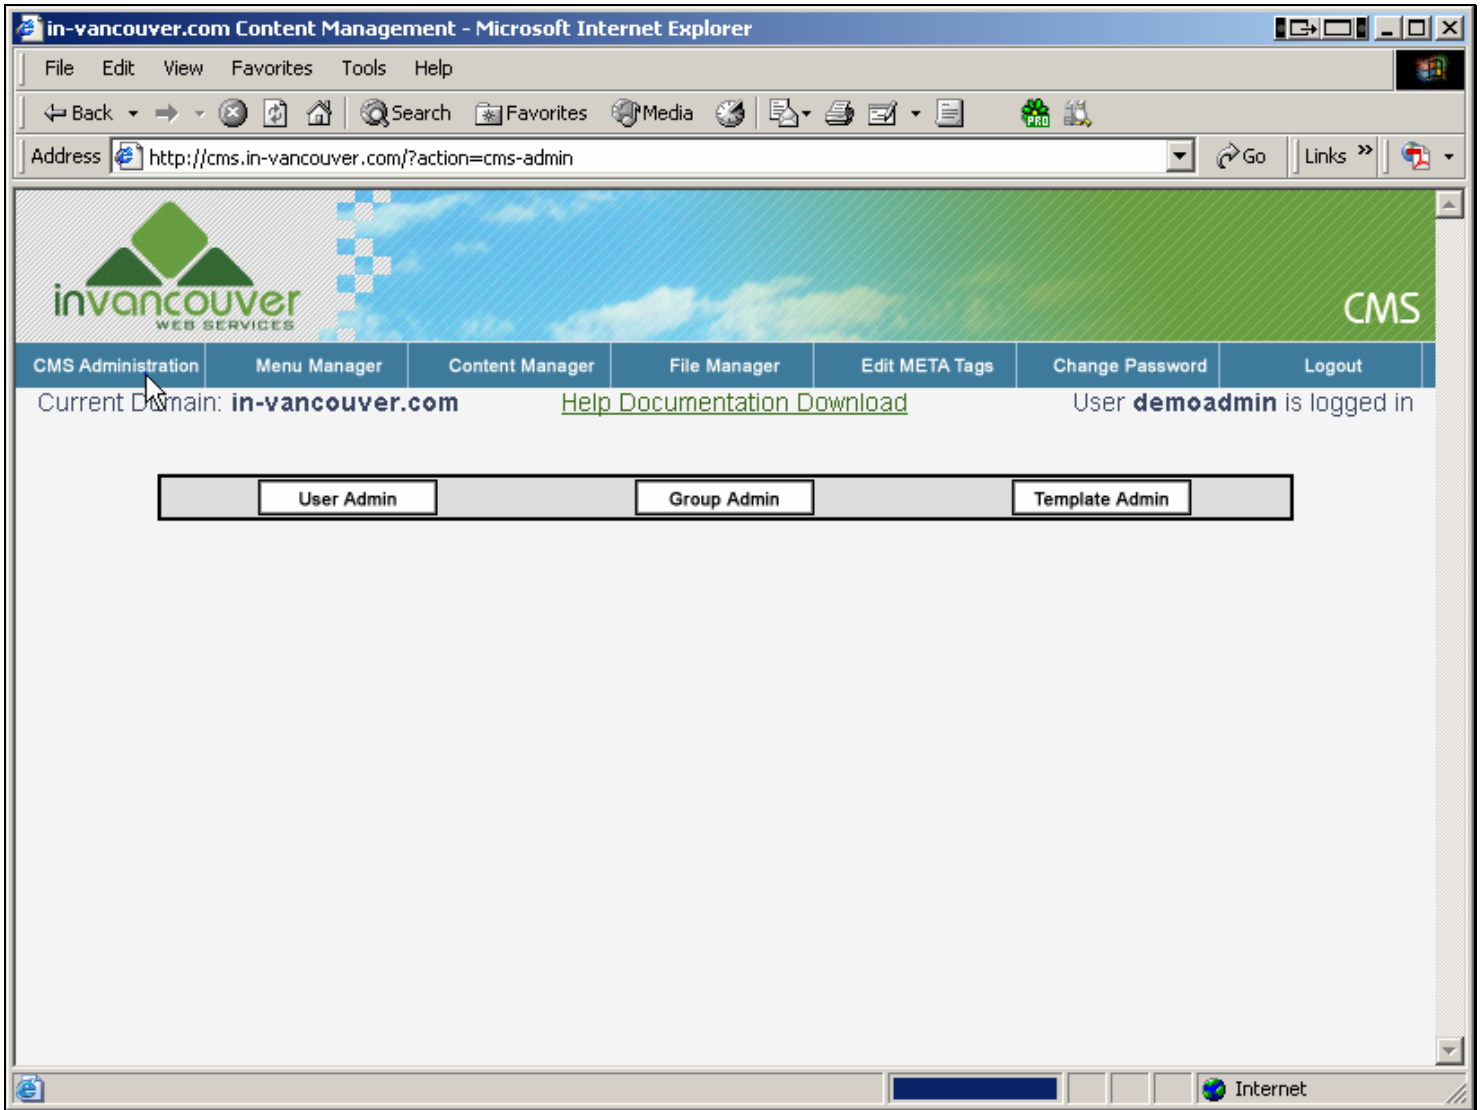 in-vancouver.com Content Management - Microsoft Internet Explorer
File Edit View Favorites Tools Help
Back Search Favorites Media PRO
Address http://cms.in-vancouver.com/?action=cms-admin Go Links »
invancouver
WEB SERVICES
CMS
CMS Administration Menu Manager Content Manager File Manager Edit META Tags Change Password Logout
Current Domain: in-vancouver.com Help Documentation Download User demoadmin is logged in
User Admin Group Admin Template Admin
Internet